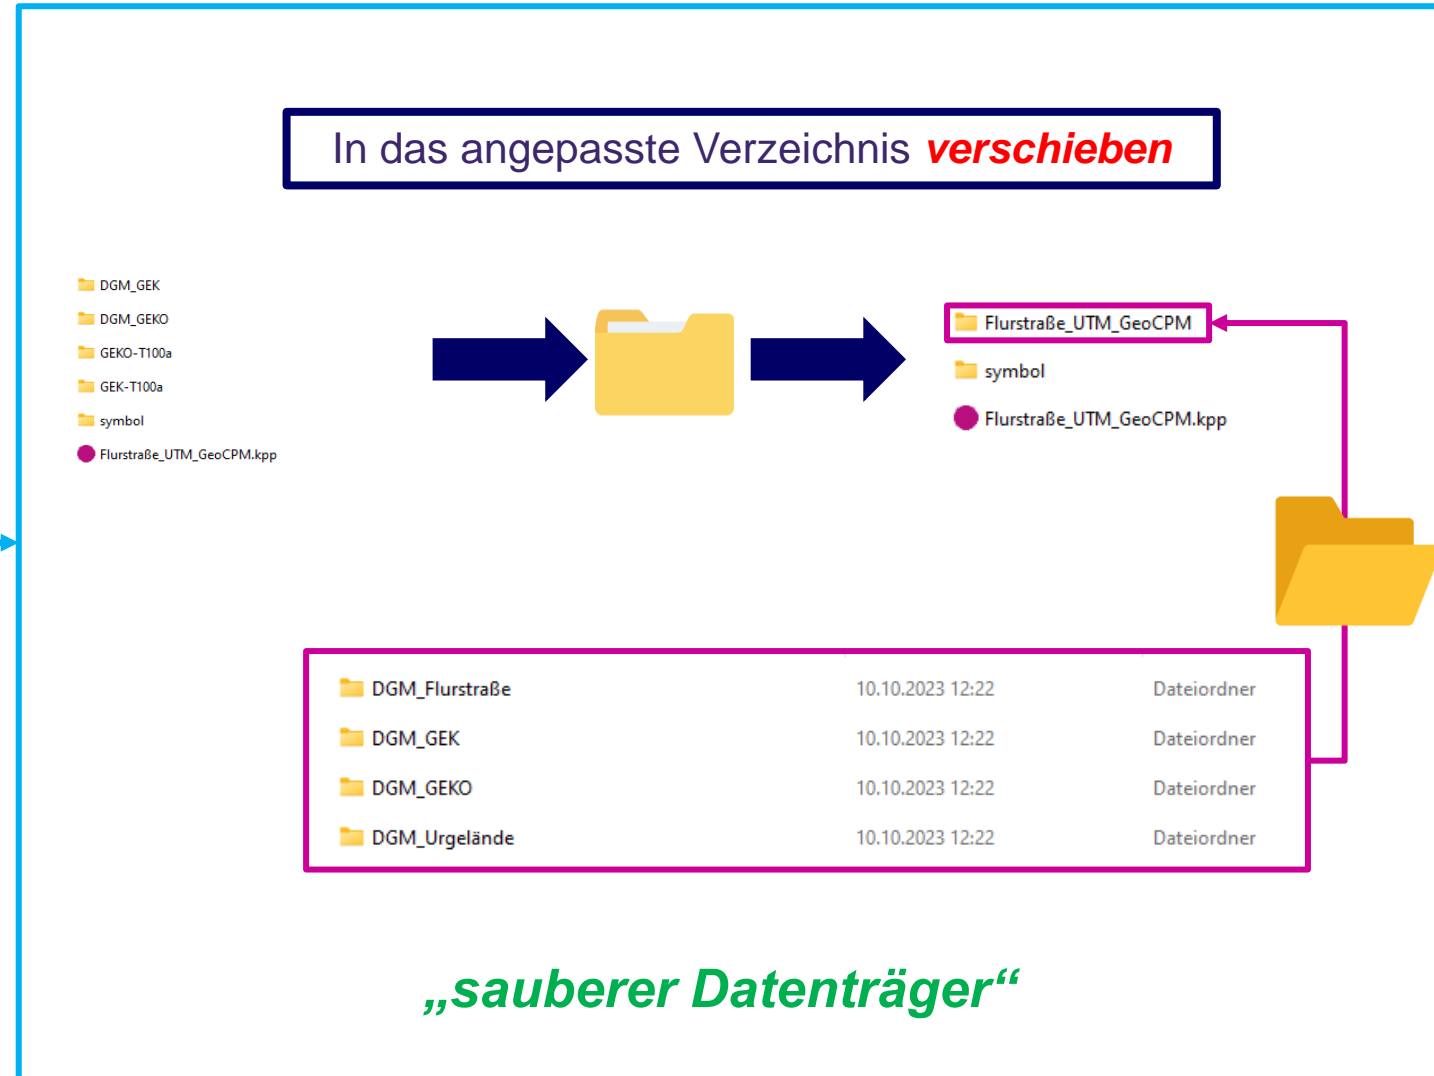 In das angepasste Verzeichnis verschieben
DGM_GEK
DGM_GEKO
GEKO-T100a
GEK-T100a
symbol
Flurstraße_UTM_GeoCPM.kpp
Flurstraße_UTM_GeoCPM
symbol
Flurstraße_UTM_GeoCPM.kpp
DGM_Flurstraße 10.10.2023 12:22 Dateiordner
DGM_GEK 10.10.2023 12:22 Dateiordner
DGM_GEKO 10.10.2023 12:22 Dateiordner
DGM_Urgelände 10.10.2023 12:22 Dateiordner
„sauberer Datenträger“